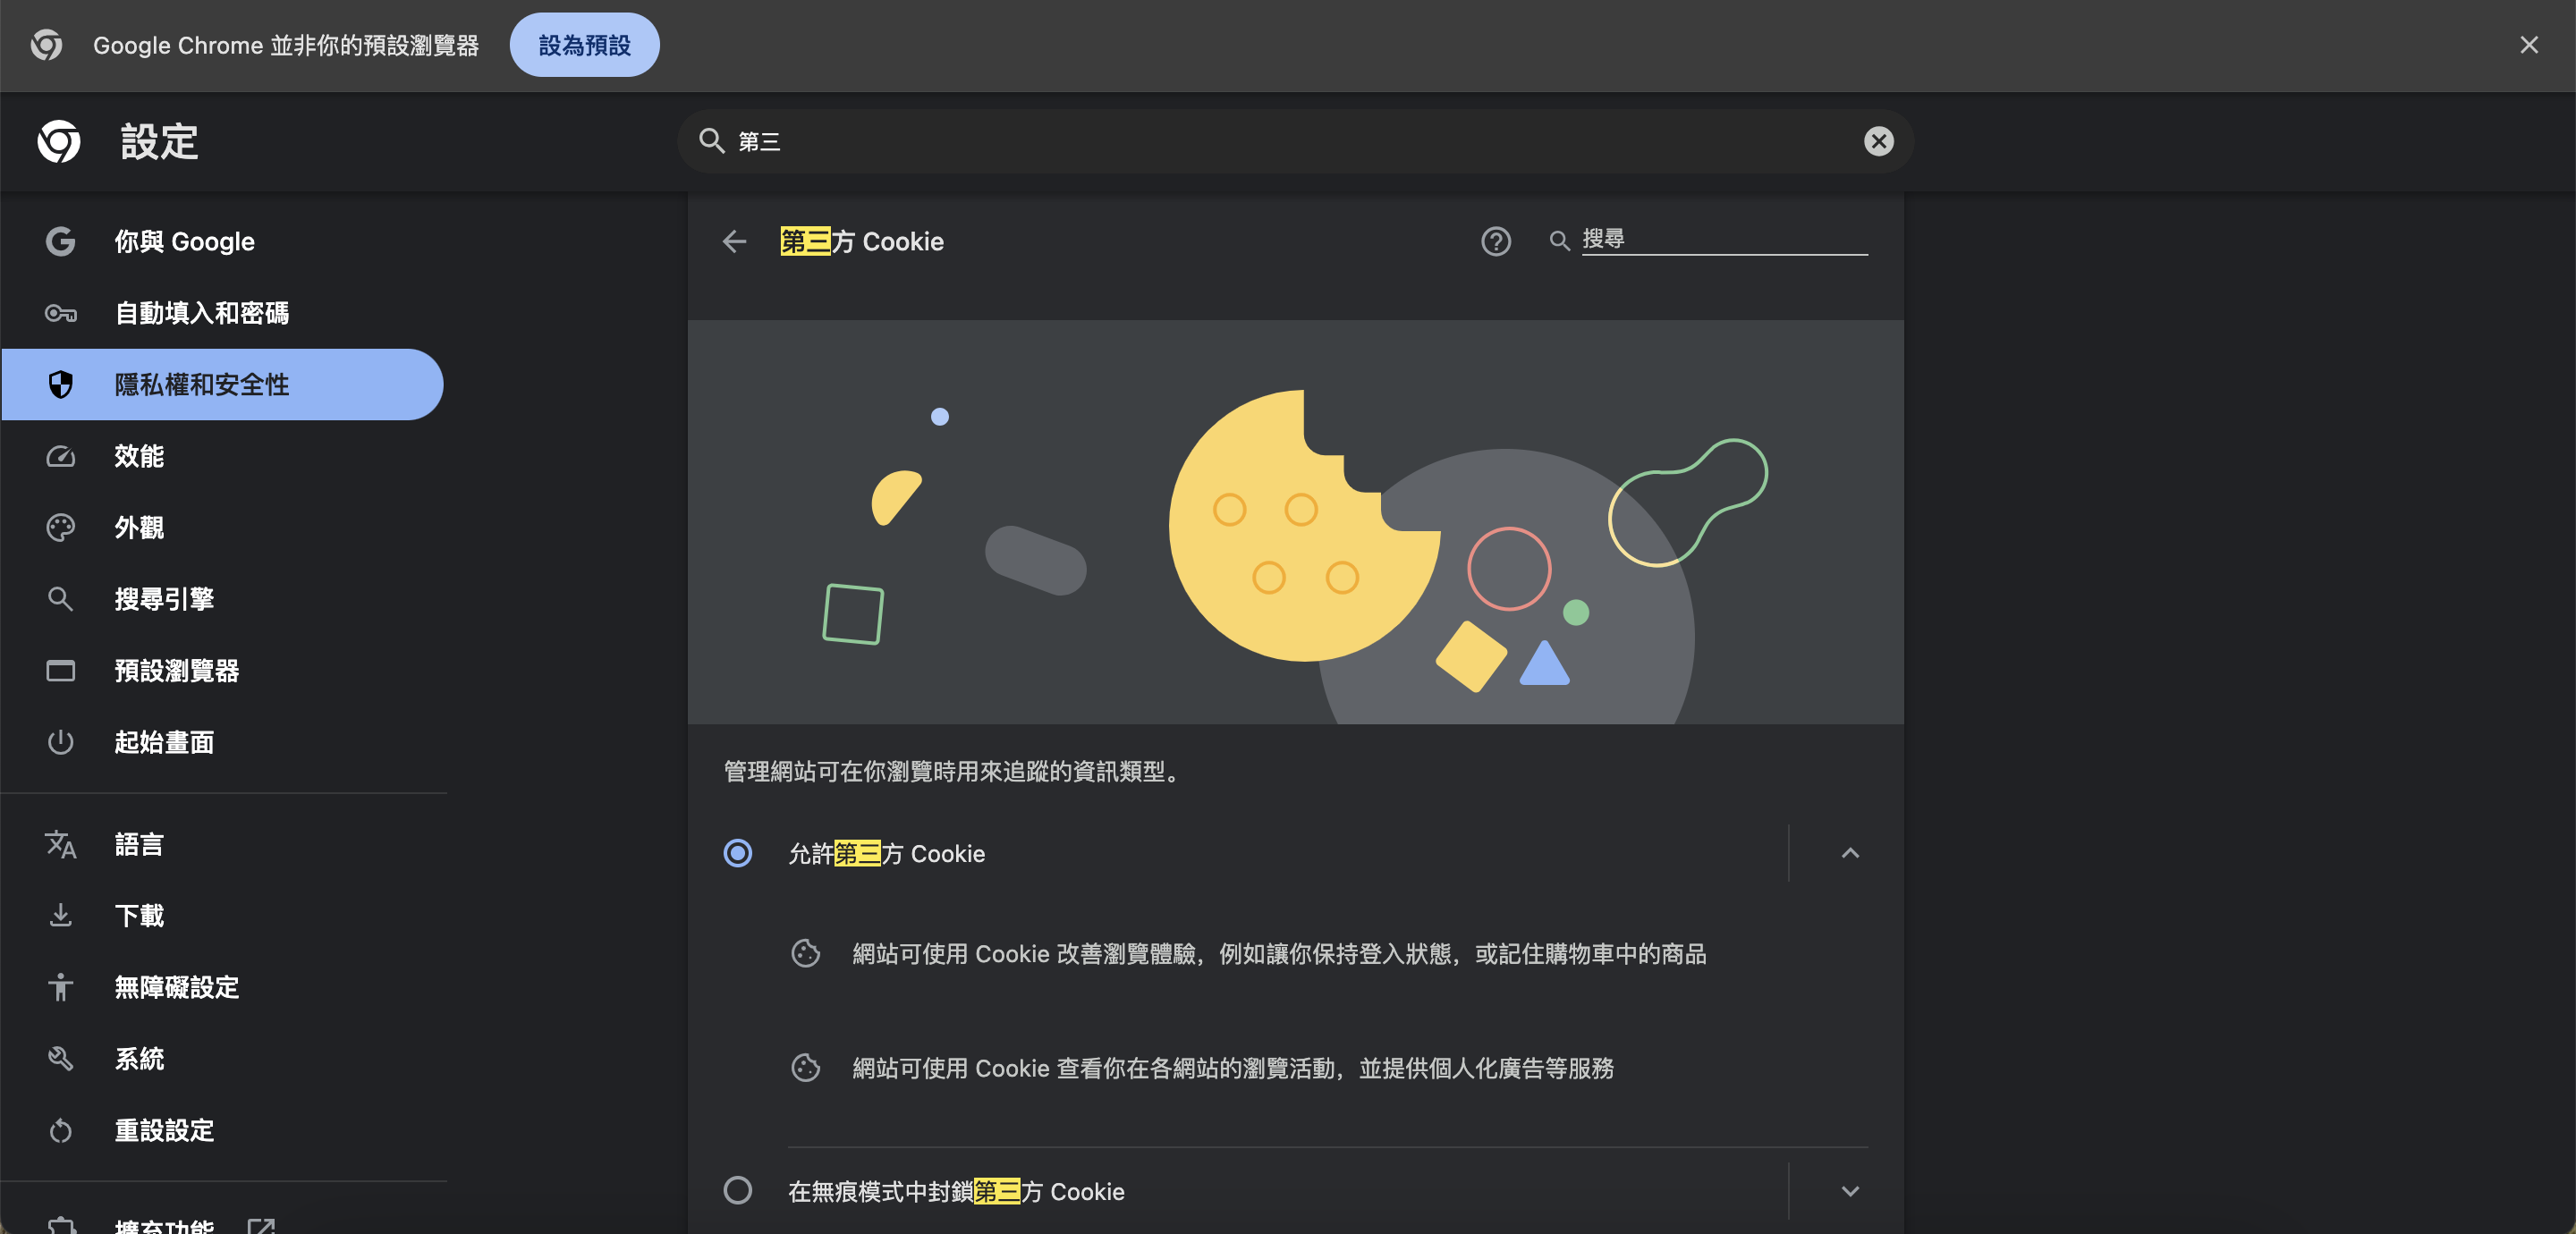 Google Chrome 並非你的預設瀏覽器
設為預設
設定
第三
你與 Google
自動填入和密碼
隱私權和安全性
效能
外觀
搜尋引擎
預設瀏覽器
起始畫面
語言
下載
無障礙設定
系統
重設設定
擴充功能
第三方 Cookie
搜尋
管理網站可在你瀏覽時用來追蹤的資訊類型。
允許第三方 Cookie
網站可使用 Cookie 改善瀏覽體驗，例如讓你保持登入狀態，或記住購物車中的商品
網站可使用 Cookie 查看你在各網站的瀏覽活動，並提供個人化廣告等服務
在無痕模式中封鎖第三方 Cookie